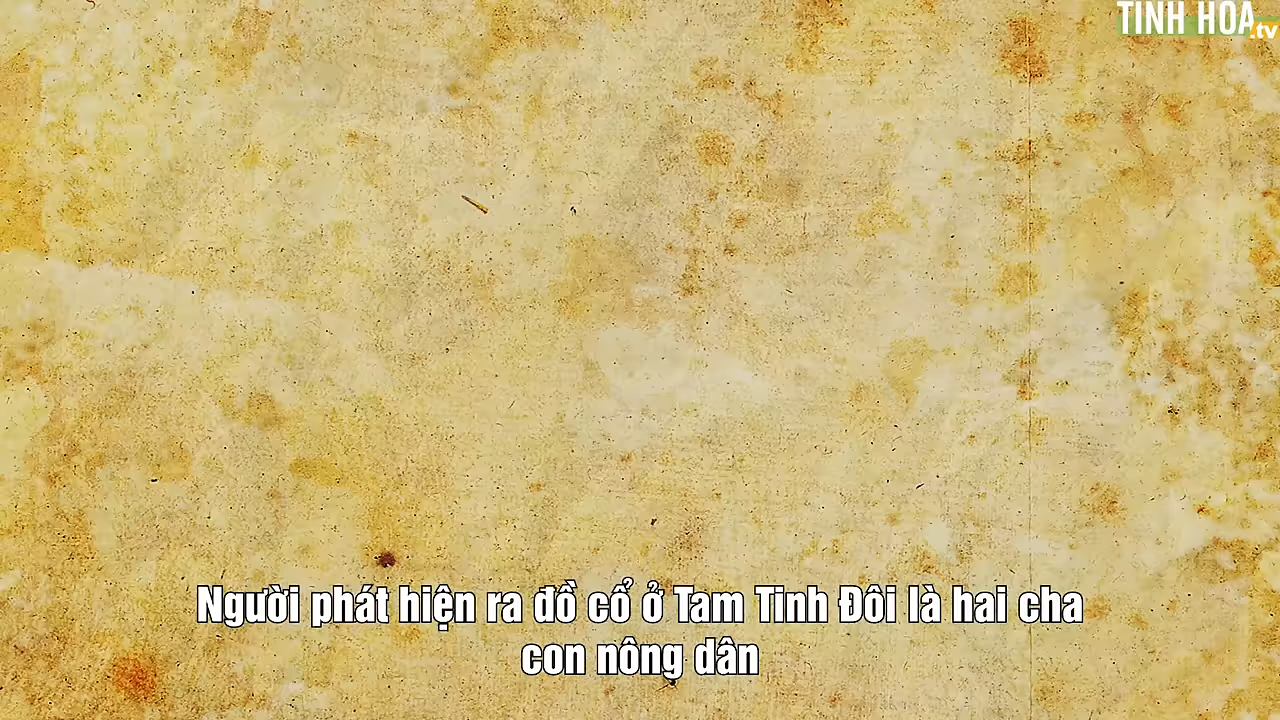 TINH HOA.tv
Người phát hiện ra đồ cổ ở Tam Tinh Đôi là hai cha
con nông dân